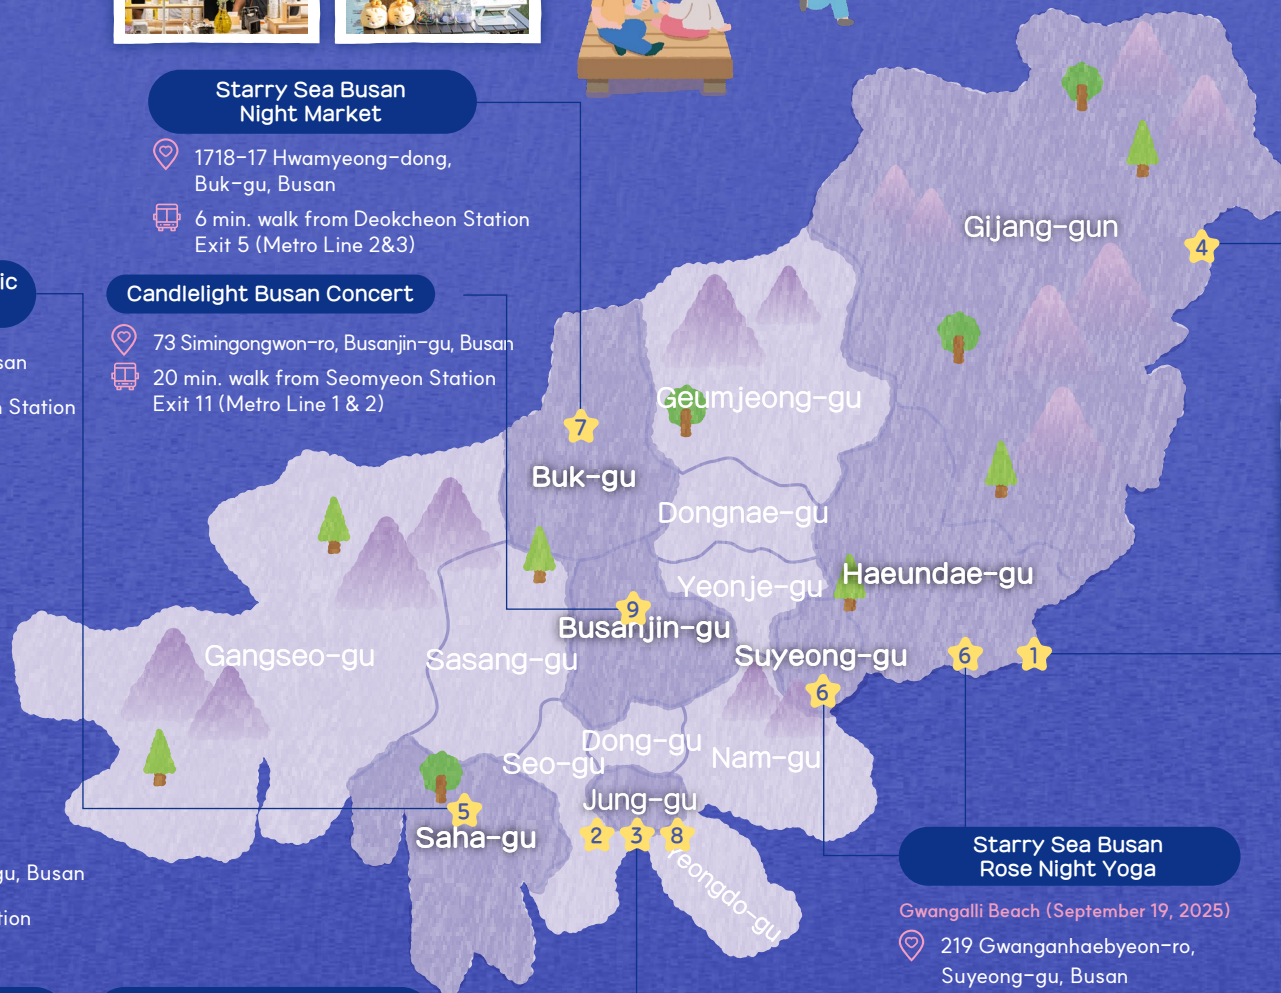 Starry Sea Busan
Night Market
1718-17 Hwamyeong-dong,
Buk-gu, Busan
6 min. walk from Deokcheon Station
Exit 5 (Metro Line 2&3)
ic
Candlelight Busan Concert
73 Simingongwon-ro, Busanjin-gu, Busan
20 min. walk from Seomyeon Station
Exit 11 (Metro Line 1 & 2)
san
Station
Gijang-gun
4
Geumjeong-gu
7
Buk-gu
Dongnae-gu
Haeundae-gu
Yeonje-gu
9
Busanjin-gu
Suyeong-gu
6
1
Gangseo-gu
Sasang-gu
6
Dong-gu
Nam-gu
Seo-gu
Jung-gu
5
Saha-gu
2
3
8
Yeongdo-gu
gu, Busan
tion
Starry Sea Busan
Rose Night Yoga
Gwangalli Beach (September 19, 2025)
219 Gwanganhaebyeon-ro,
Suyeong-gu, Busan